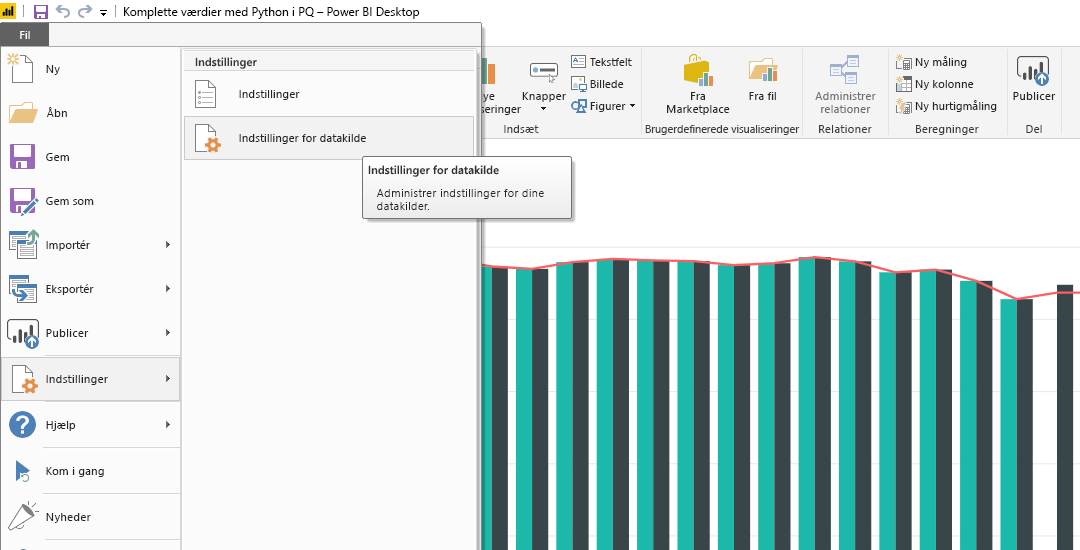 Komplette værdier med Python i PQ – Power BI Desktop
Fil
Ny
Åbn
Gem
Gem som
Importér
Eksportér
Publicer
Indstillinger
Hjælp
Kom i gang
Nyheder
Indstillinger
Indstillinger
Indstillinger for datakilde
Indstillinger for datakilde
Administrer indstillinger for dine
datakilder.
Knapper
Tekstfelt
Billede
Figurer
Indsæt
Fra
Marketplace
Fra fil
Brugerdefinerede visualiseringer
Administrer
relationer
Relationer
Ny måling
Ny kolonne
Ny hurtigmåling
Beregninger
Publicer
Del